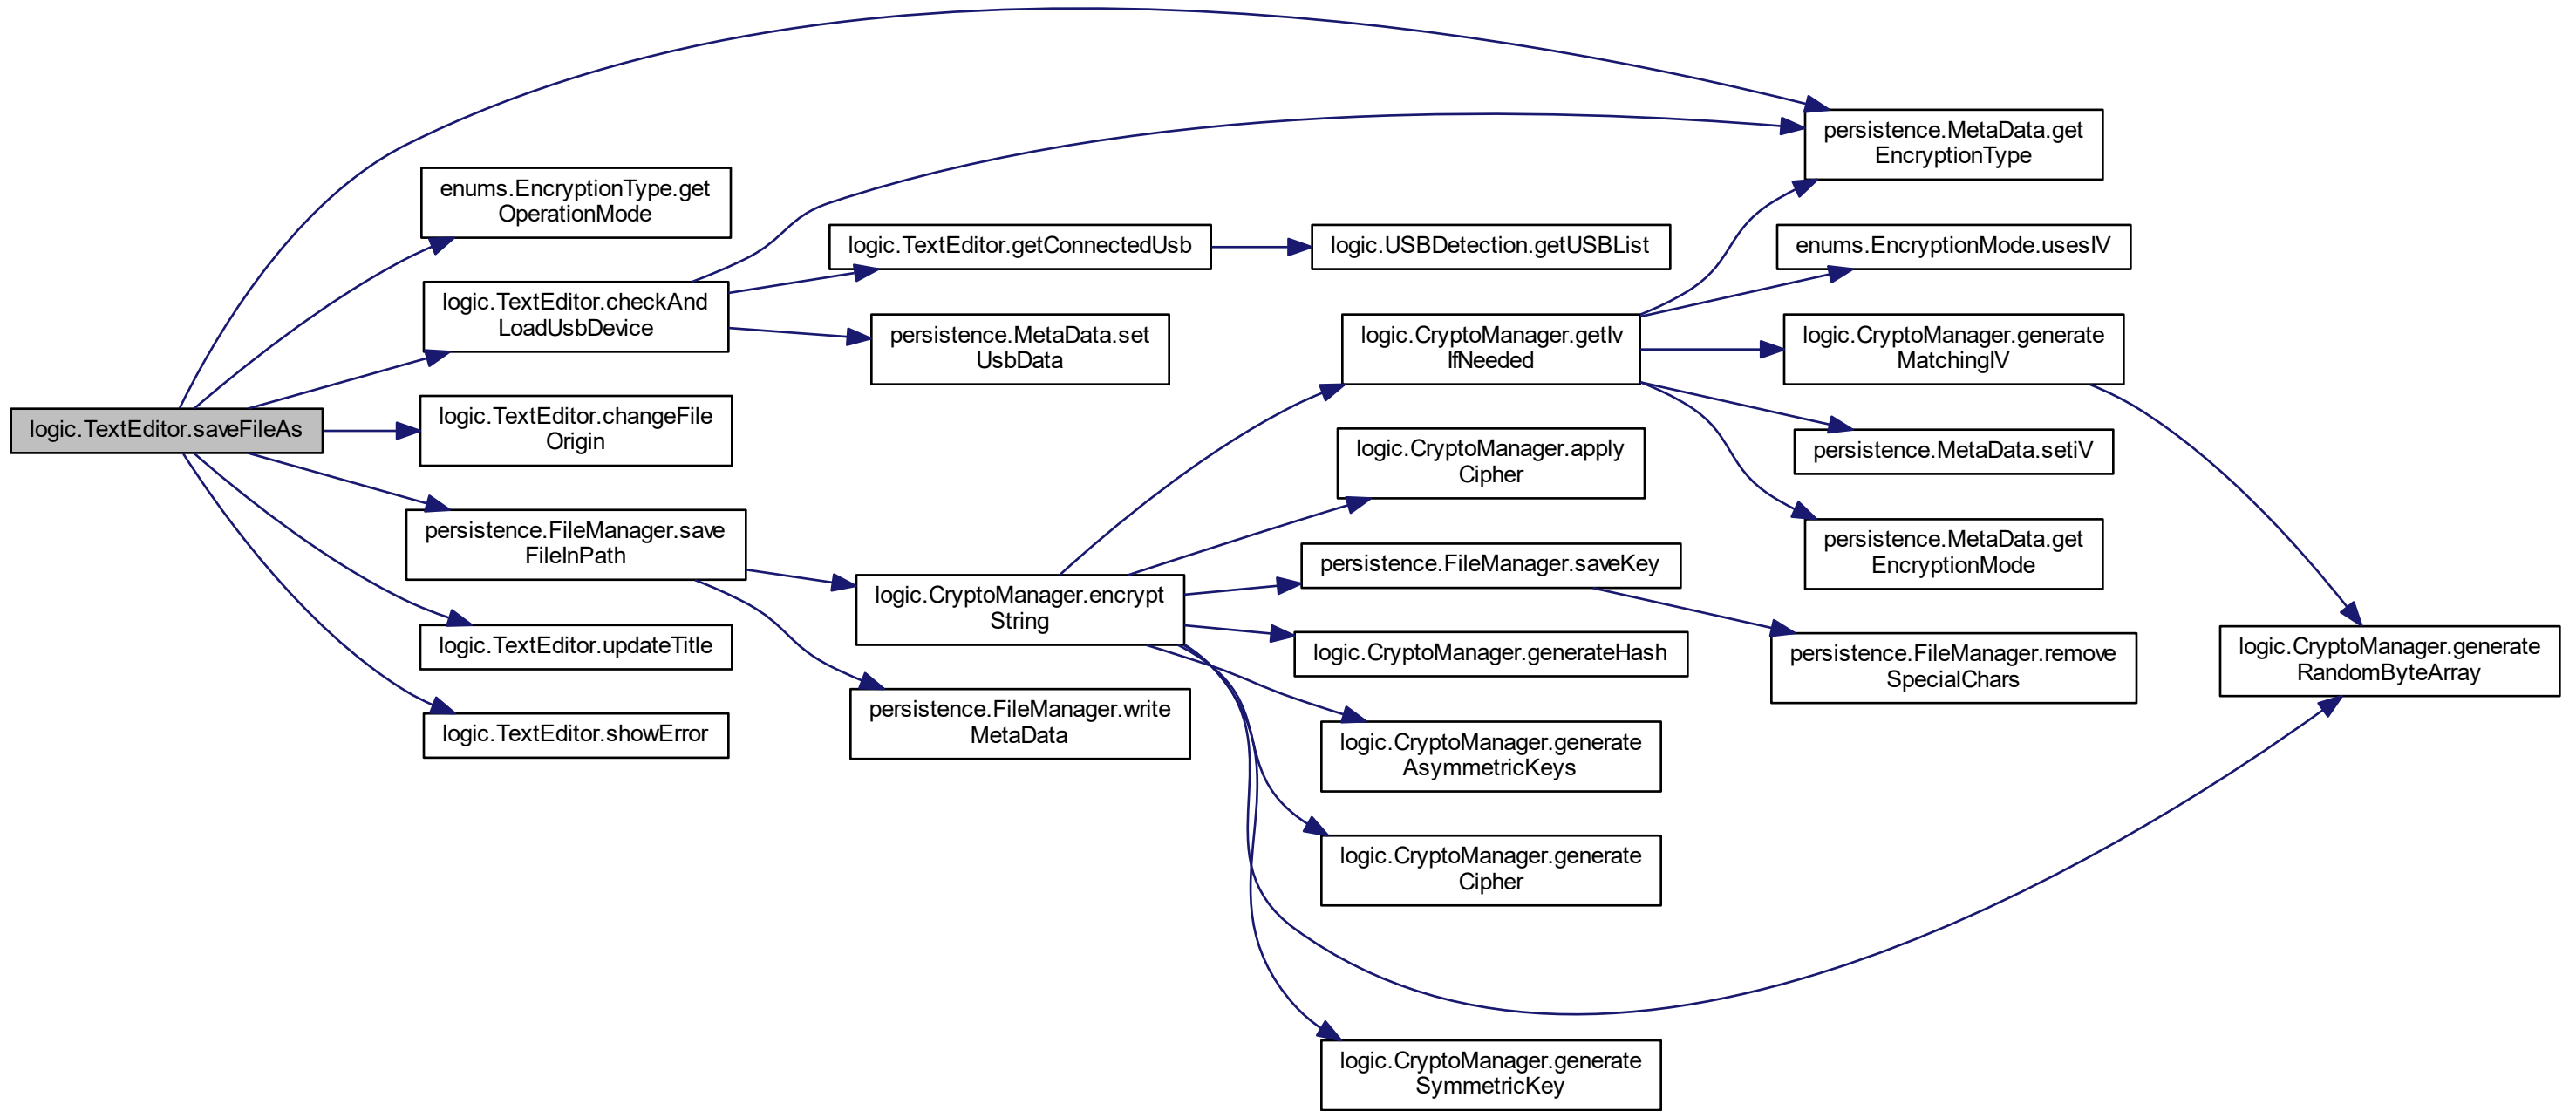 logic.TextEditor.saveFileAs
enums.EncryptionType.get
OperationMode
logic.TextEditor.checkAnd
LoadUsbDevice
logic.TextEditor.changeFile
Origin
persistence.FileManager.save
FileInPath
logic.TextEditor.updateTitle
logic.TextEditor.showError
logic.TextEditor.getConnectedUsb
persistence.MetaData.set
UsbData
logic.CryptoManager.encrypt
String
persistence.FileManager.write
MetaData
logic.USBDetection.getUSBList
logic.CryptoManager.getIv
IfNeeded
logic.CryptoManager.apply
Cipher
persistence.FileManager.saveKey
logic.CryptoManager.generateHash
logic.CryptoManager.generate
AsymmetricKeys
logic.CryptoManager.generate
Cipher
logic.CryptoManager.generate
SymmetricKey
persistence.MetaData.get
EncryptionType
enums.EncryptionMode.usesIV
logic.CryptoManager.generate
MatchingIV
persistence.MetaData.setiV
persistence.MetaData.get
EncryptionMode
persistence.FileManager.remove
SpecialChars
logic.CryptoManager.generate
RandomByteArray